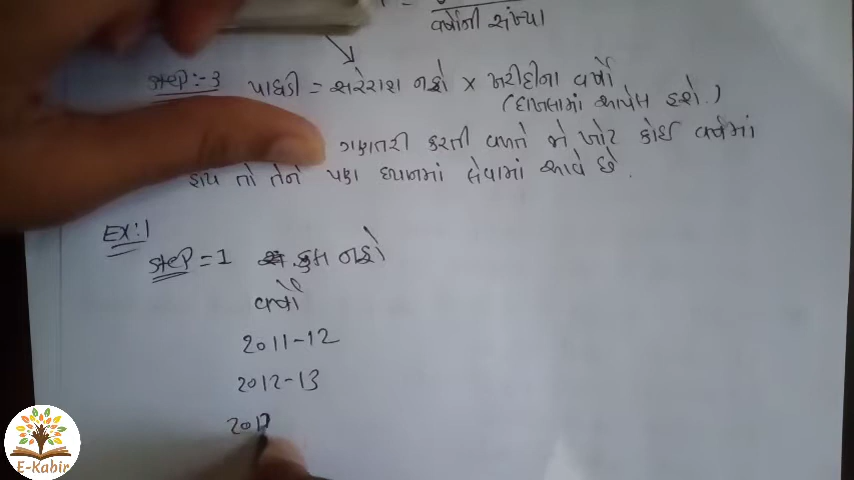 વર્ષોની સંખ્યા
Step:-3 પાઘડી = સરેરાશ નફો × ખરીદીના વર્ષો
(દાખલામાં આપેલ હશે.)
ગણતરી કરતી વખતે જો ખોટ કોઈ વર્ષમાં
હોય તો તેને પણ ધ્યાનમાં લેવામાં આવે છે.
Ex:1
Step = 1 કુલ નફો
વર્ષો
2011-12
2012-13
201
E-Kabir